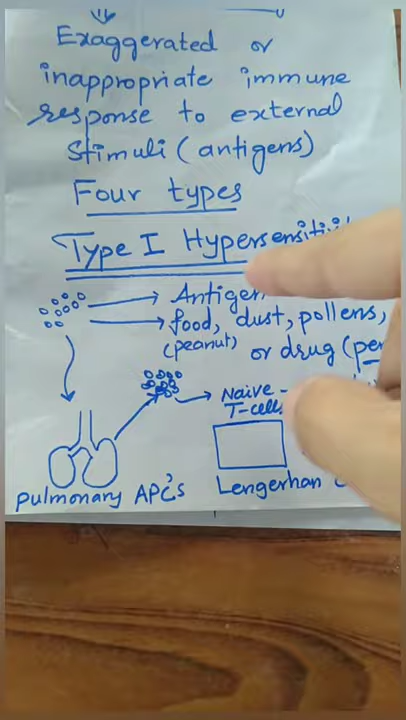 Exaggerated or
inappropriate immune
response to external
Stimuli (antigens)
Four types
Type I Hypersensiti
Antigen
food, dust, pollens,
(peanut) or drug (pe
Naive -
T-cell
Pulmonary APC's Lengerhan